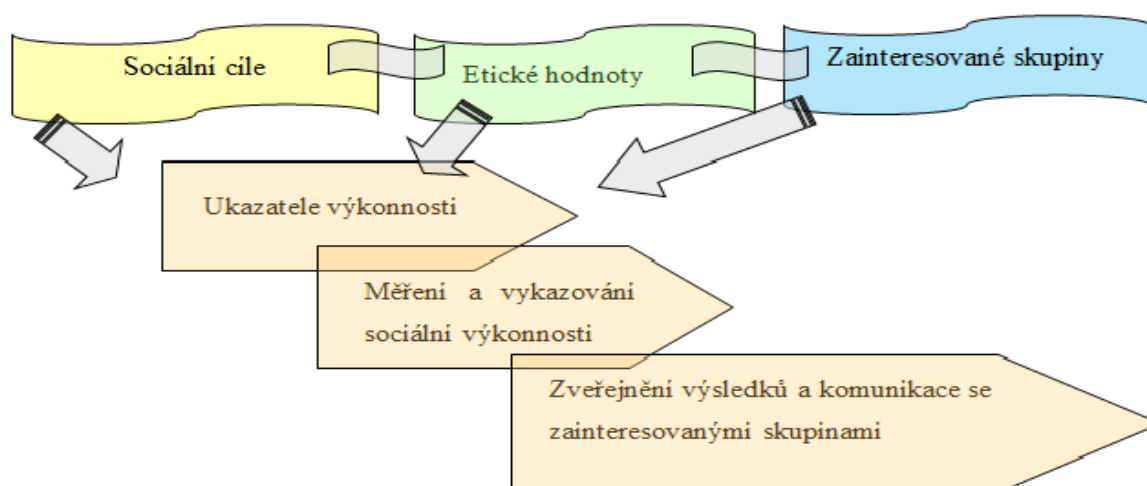 Sociální cíle
Etické hodnoty
Zainteresované skupiny
Ukazatele výkonnosti
Měření a vykazování
sociální výkonnosti
Zveřejnění výsledků a komunikace se
zainteresovanými skupinami